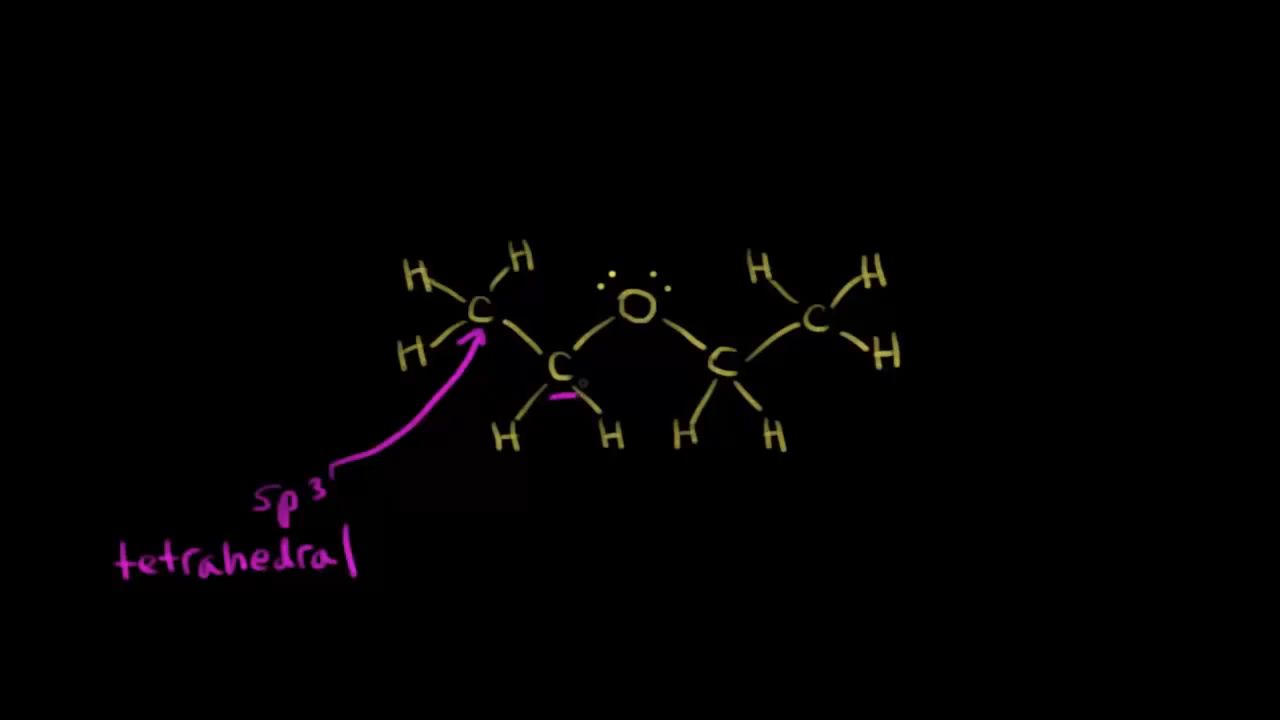 H H H H
C O C
H C C H
H H H H
sp³
tetrahedral